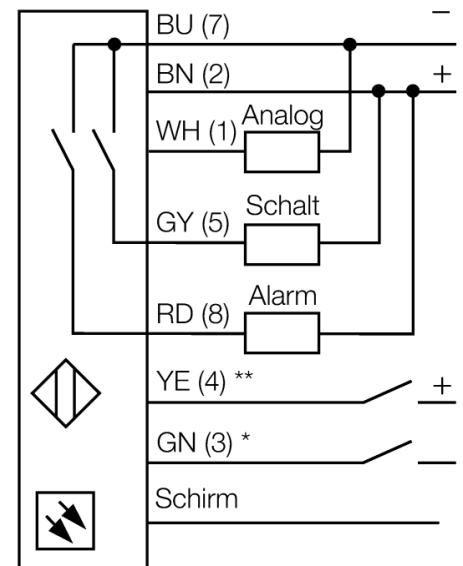 BU (7)
–
BN (2)
+
WH (1)
Analog
GY (5)
Schalt
RD (8)
Alarm
YE (4) **
+
GN (3) *
–
Schirm